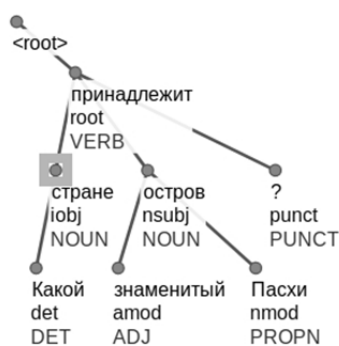 <root>
принадлежит
root
VERB
стране
iobj
NOUN
остров
nsubj
NOUN
?
punct
PUNCT
Какой
det
DET
знаменитый
amod
ADJ
Пасхи
nmod
PROPN